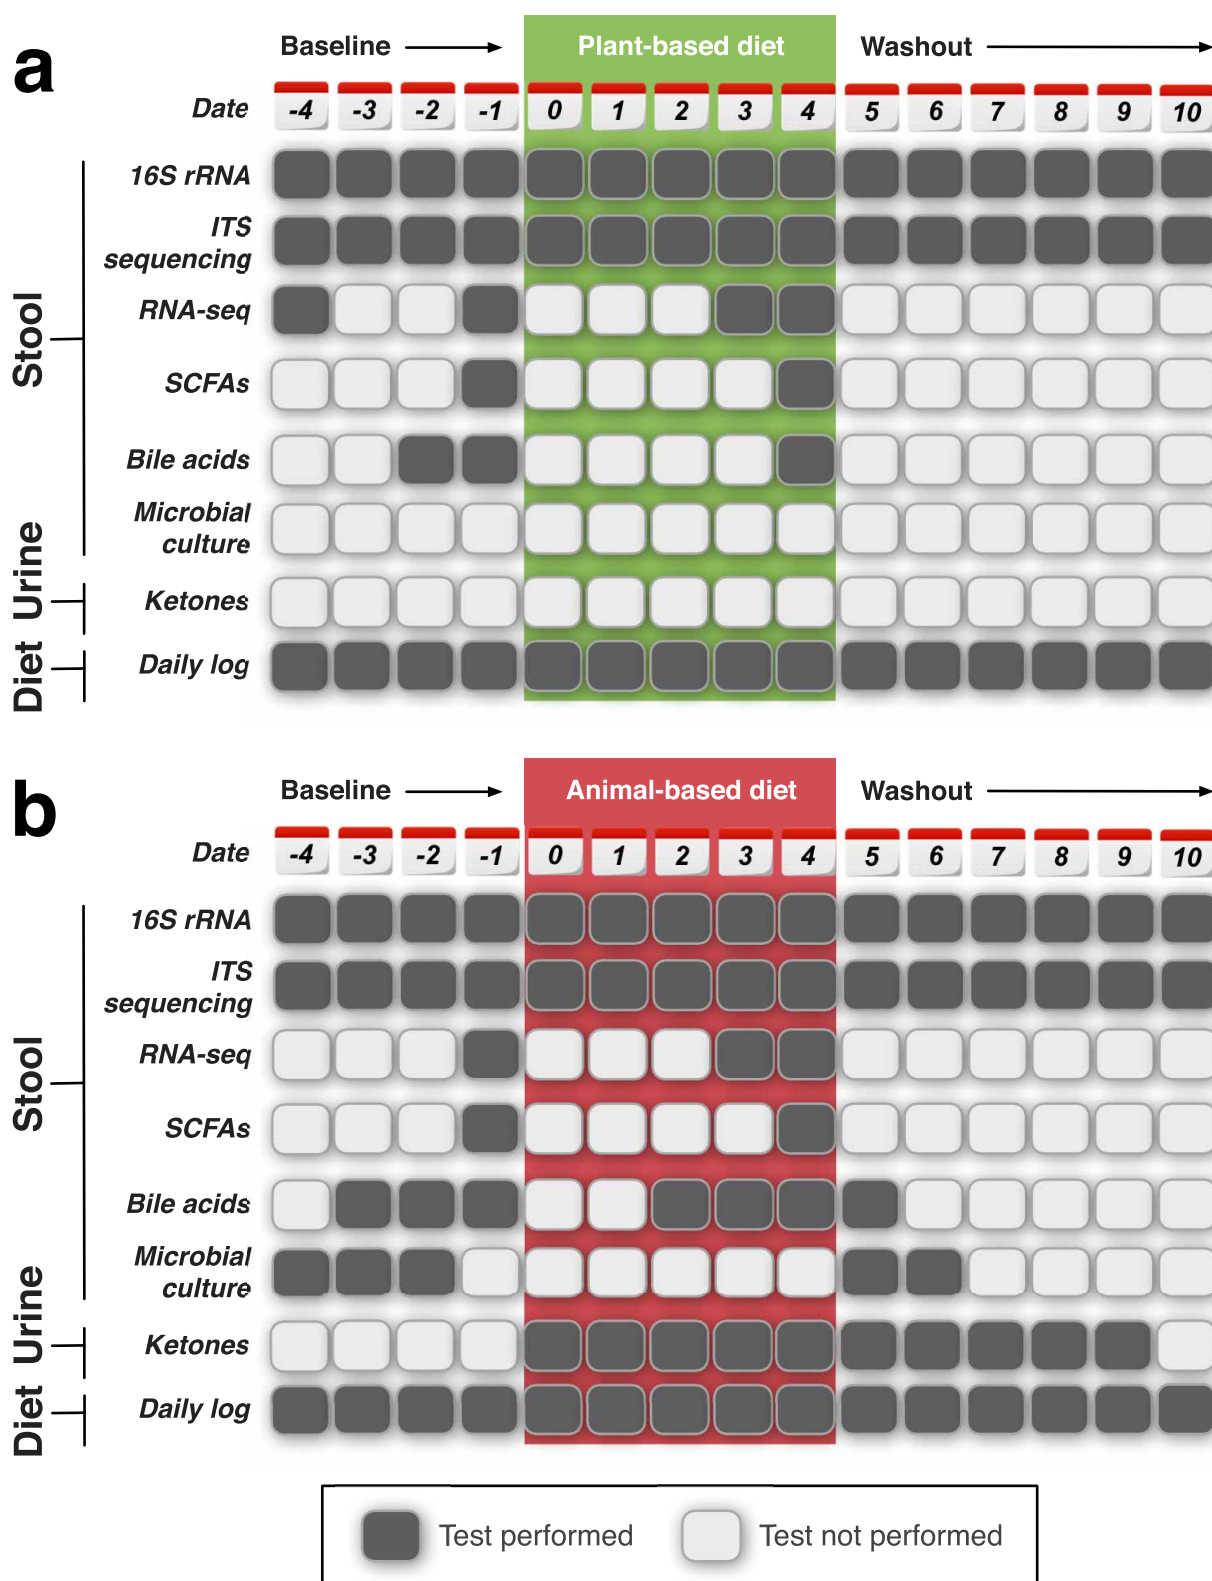 a
Baseline
Plant-based diet
Washout
Date
-4 -3 -2 -1 0 1 2 3 4 5 6 7 8 9 10
Stool
16S rRNA
ITS
sequencing
RNA-seq
SCFAs
Bile acids
Microbial
culture
Urine
Ketones
Diet
Daily log
b
Baseline
Animal-based diet
Washout
Date
-4 -3 -2 -1 0 1 2 3 4 5 6 7 8 9 10
Stool
16S rRNA
ITS
sequencing
RNA-seq
SCFAs
Bile acids
Microbial
culture
Urine
Ketones
Diet
Daily log
Test performed
Test not performed